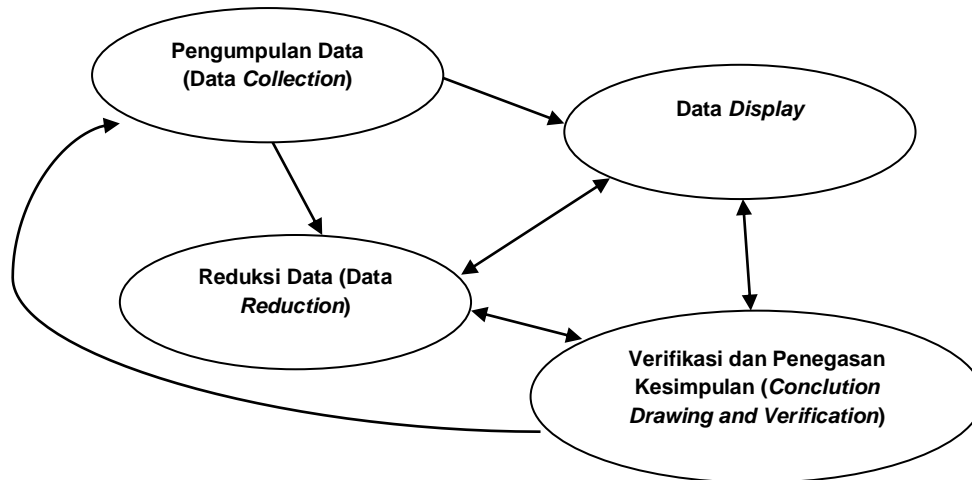 Pengumpulan Data
(Data Collection)
Data Display
Reduksi Data (Data
Reduction)
Verifikasi dan Penegasan
Kesimpulan (Conclution
Drawing and Verification)